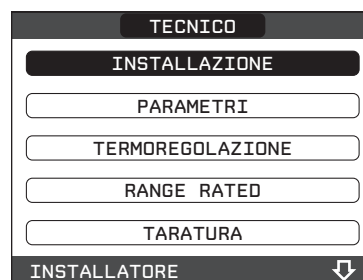 TECNICO
INSTALLAZIONE
PARAMETRI
TERMOREGOLAZIONE
RANGE RATED
TARATURA
INSTALLATORE